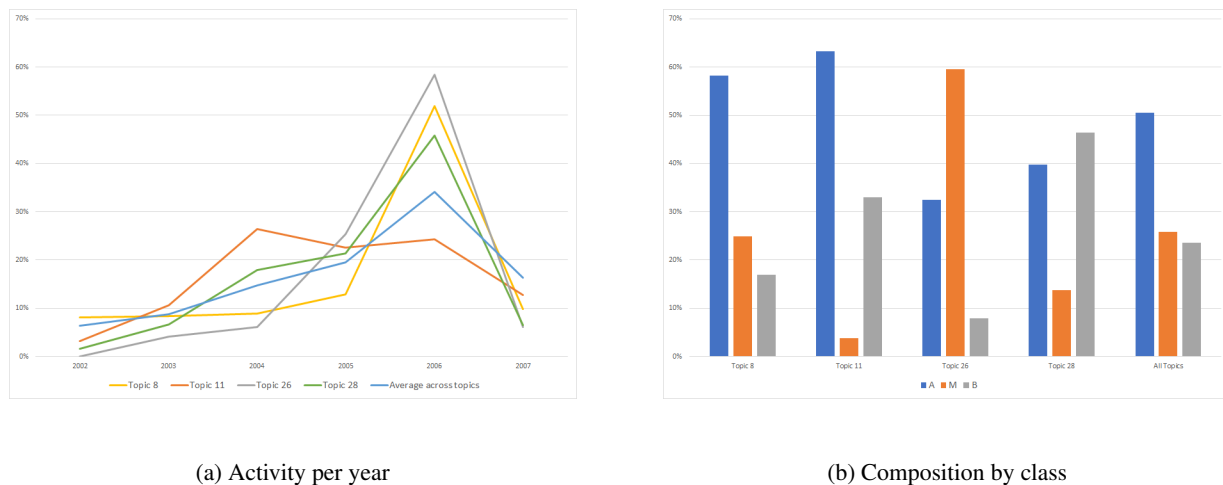 70%
60%
50%
40%
30%
20%
10%
0%
2002 2003 2004 2005 2006 2007
Topic 8 Topic 11 Topic 26 Topic 28 Average across topics
(a) Activity per year
70%
60%
50%
40%
30%
20%
10%
0%
Topic 8 Topic 11 Topic 26 Topic 28 All Topics
A M B
(b) Composition by class